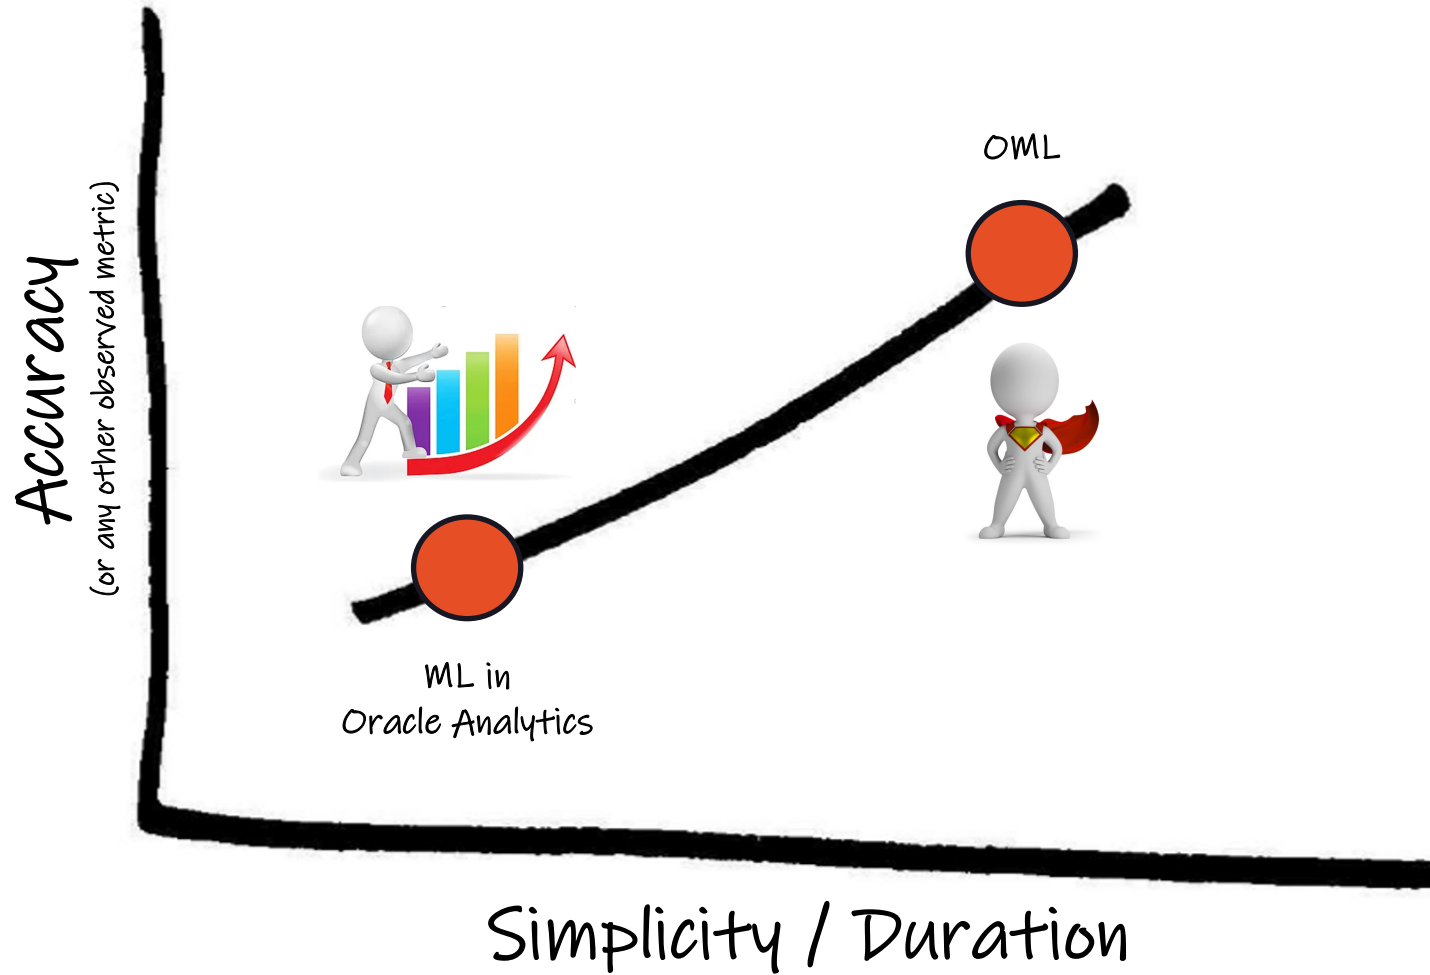 OML
Accuracy
(or any other observed metric)
ML in
Oracle Analytics
Simplicity / Duration